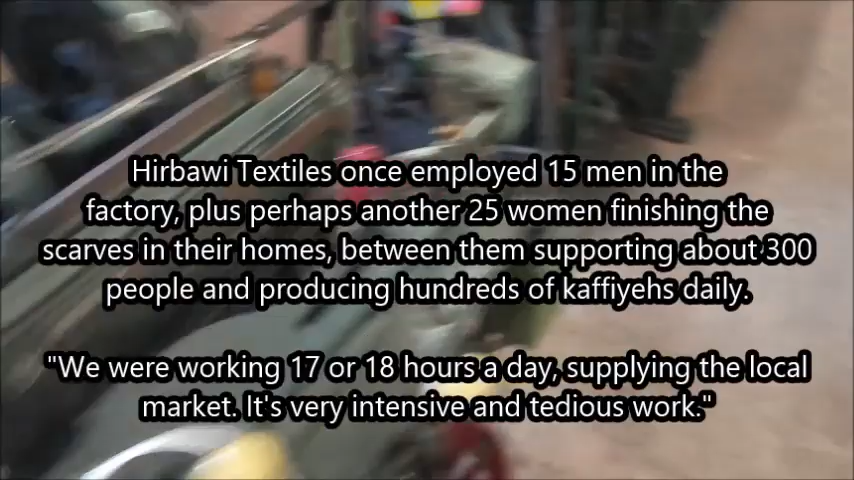 Hirbawi Textiles once employed 15 men in the
factory, plus perhaps another 25 women finishing the
scarves in their homes, between them supporting about 300
people and producing hundreds of kaffiyehs daily.
"We were working 17 or 18 hours a day, supplying the local
market. It's very intensive and tedious work."